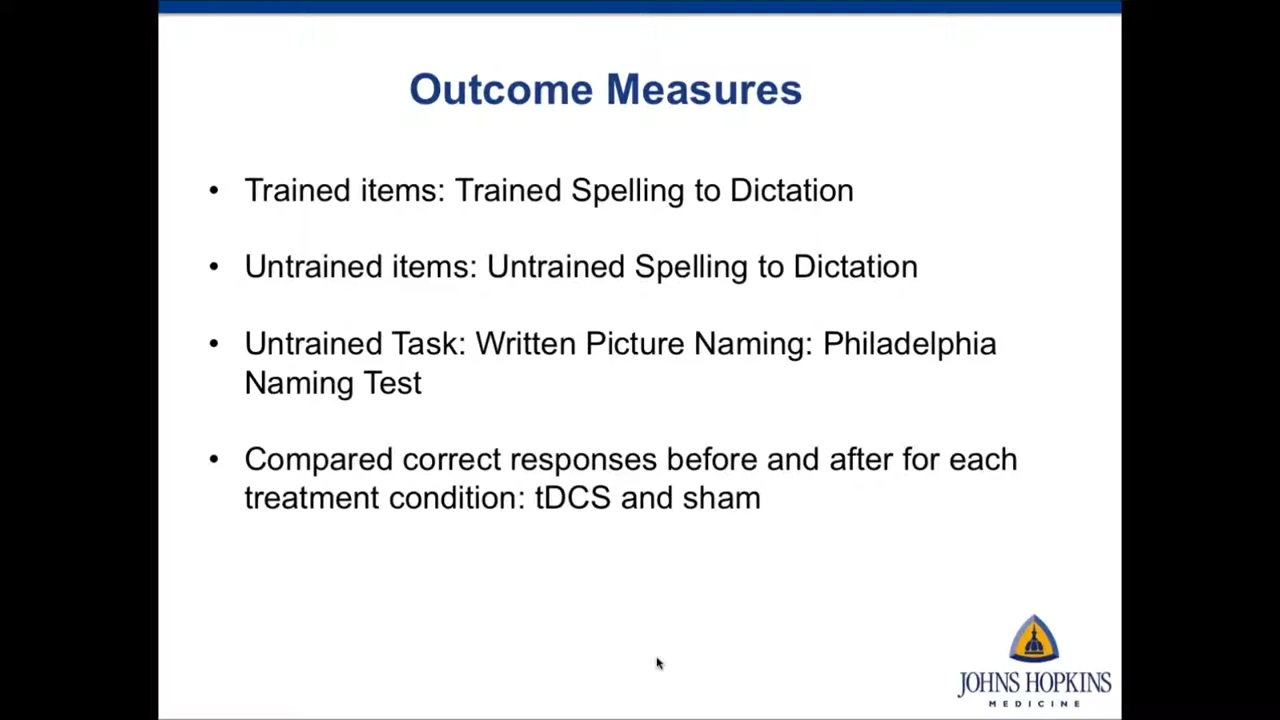 Outcome Measures
• Trained items: Trained Spelling to Dictation
• Untrained items: Untrained Spelling to Dictation
• Untrained Task: Written Picture Naming: Philadelphia
Naming Test
• Compared correct responses before and after for each
treatment condition: tDCS and sham
JOHNS HOPKINS
MEDICINE